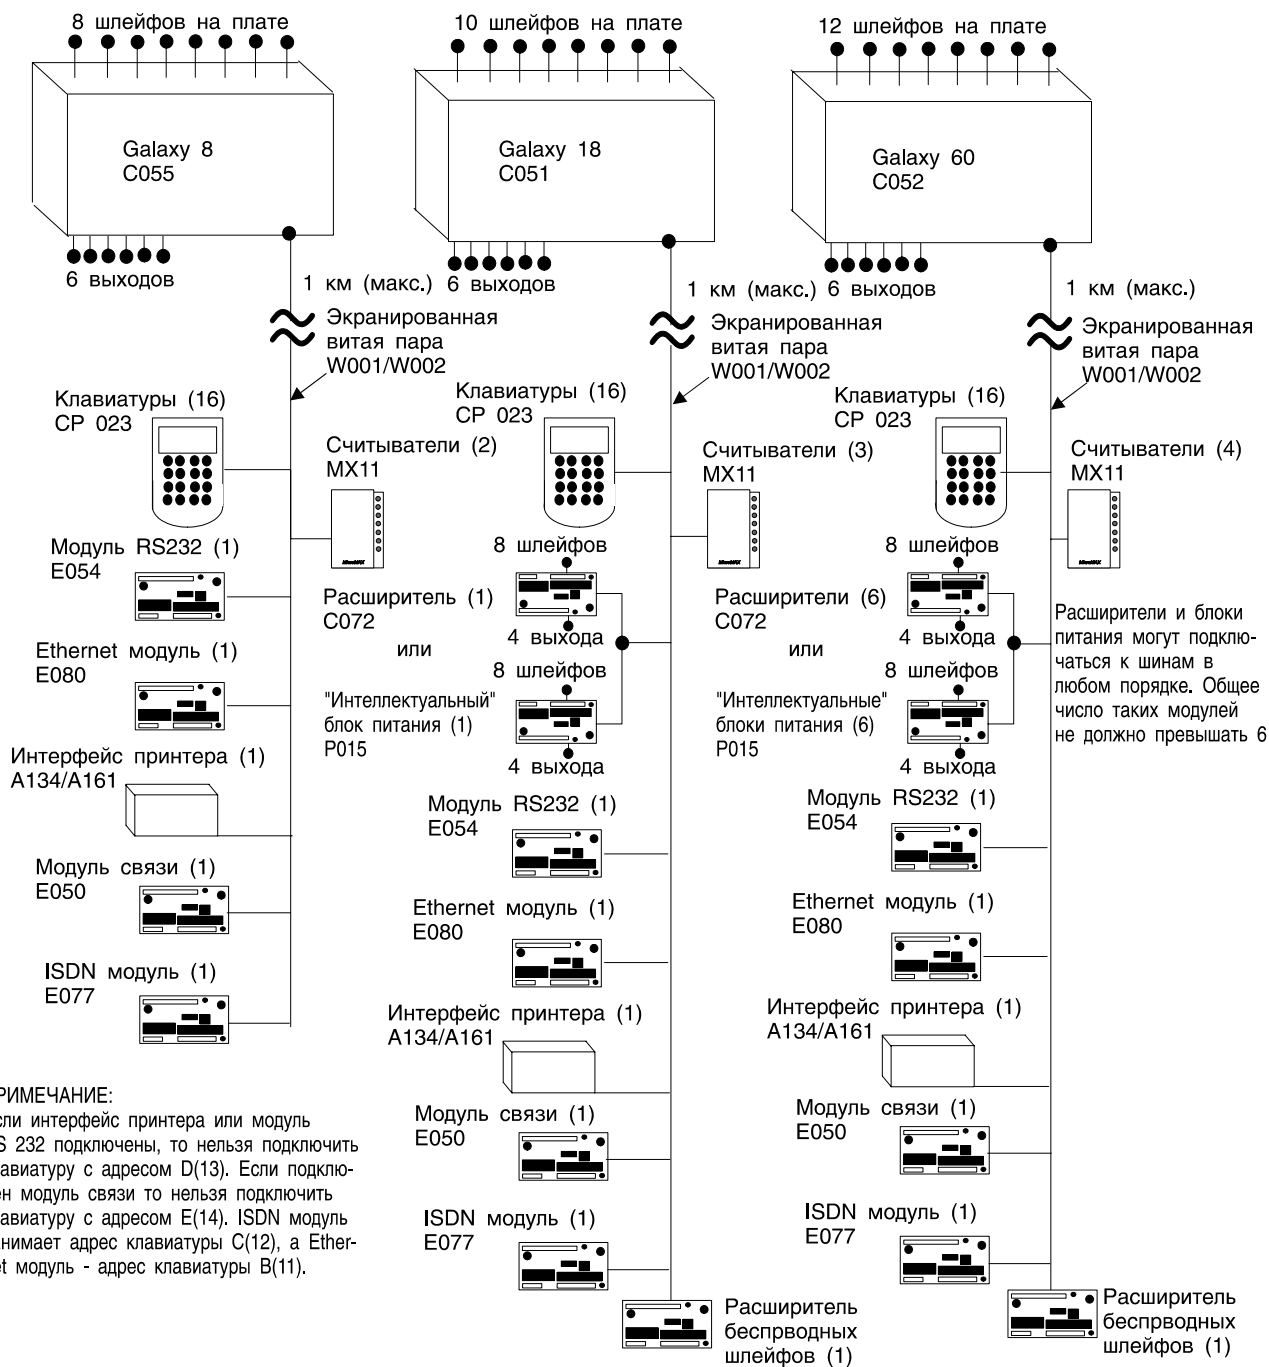 8 шлейфов на плате
Galaxy 8
C055
6 выходов
1 км (макс.)
Экранированная
витая пара
W001/W002
Клавиатуры (16)
CP 023
Считыватели (2)
MX11
MicroMAX
Модуль RS232 (1)
E054
Ethernet модуль (1)
E080
Интерфейс принтера (1)
A134/A161
Модуль связи (1)
E050
ISDN модуль (1)
E077
РИМЕЧАНИЕ:
сли интерфейс принтера или модуль
S 232 подключены, то нельзя подключить
авиатуру с адресом D(13). Если подклю-
ен модуль связи то нельзя подключить
авиатуру с адресом E(14). ISDN модуль
нимает адрес клавиатуры C(12), а Ether-
et модуль - адрес клавиатуры B(11).
10 шлейфов на плате
Galaxy 18
C051
6 выходов
1 км (макс.)
Экранированная
витая пара
W001/W002
Клавиатуры (16)
CP 023
Считыватели (3)
MX11
MicroMAX
8 шлейфов
Расширитель (1)
C072
4 выхода
или
8 шлейфов
"Интеллектуальный"
блок питания (1)
P015
4 выхода
Модуль RS232 (1)
E054
Ethernet модуль (1)
E080
Интерфейс принтера (1)
A134/A161
Модуль связи (1)
E050
ISDN модуль (1)
E077
Расширитель
беспрводных
шлейфов (1)
12 шлейфов на плате
Galaxy 60
C052
6 выходов
1 км (макс.)
Экранированная
витая пара
W001/W002
Клавиатуры (16)
CP 023
Считыватели (4)
MX11
MicroMAX
8 шлейфов
Расширители (6)
C072
4 выхода
или
8 шлейфов
"Интеллектуальные"
блоки питания (6)
P015
4 выхода
Расширители и блоки
питания могут подклю-
чаться к шинам в
любом порядке. Общее
число таких модулей
не должно превышать 6
Модуль RS232 (1)
E054
Ethernet модуль (1)
E080
Интерфейс принтера (1)
A134/A161
Модуль связи (1)
E050
ISDN модуль (1)
E077
Расширитель
беспрводных
шлейфов (1)